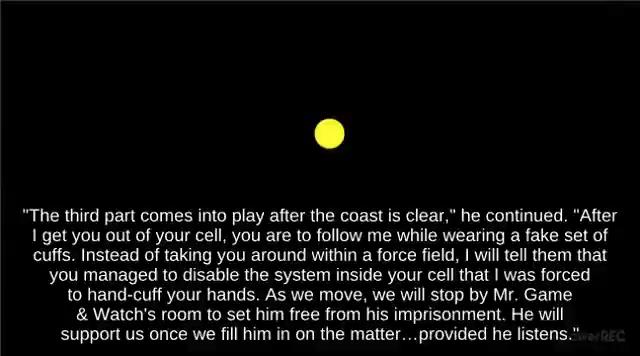 "The third part comes into play after the coast is clear," he continued. "After
I get you out of your cell, you are to follow me while wearing a fake set of
cuffs. Instead of taking you around within a force field, I will tell them that
you managed to disable the system inside your cell that I was forced
to hand-cuff your hands. As we move, we will stop by Mr. Game
& Watch's room to set him free from his imprisonment. He will
support us once we fill him in on the matter…provided he listens."